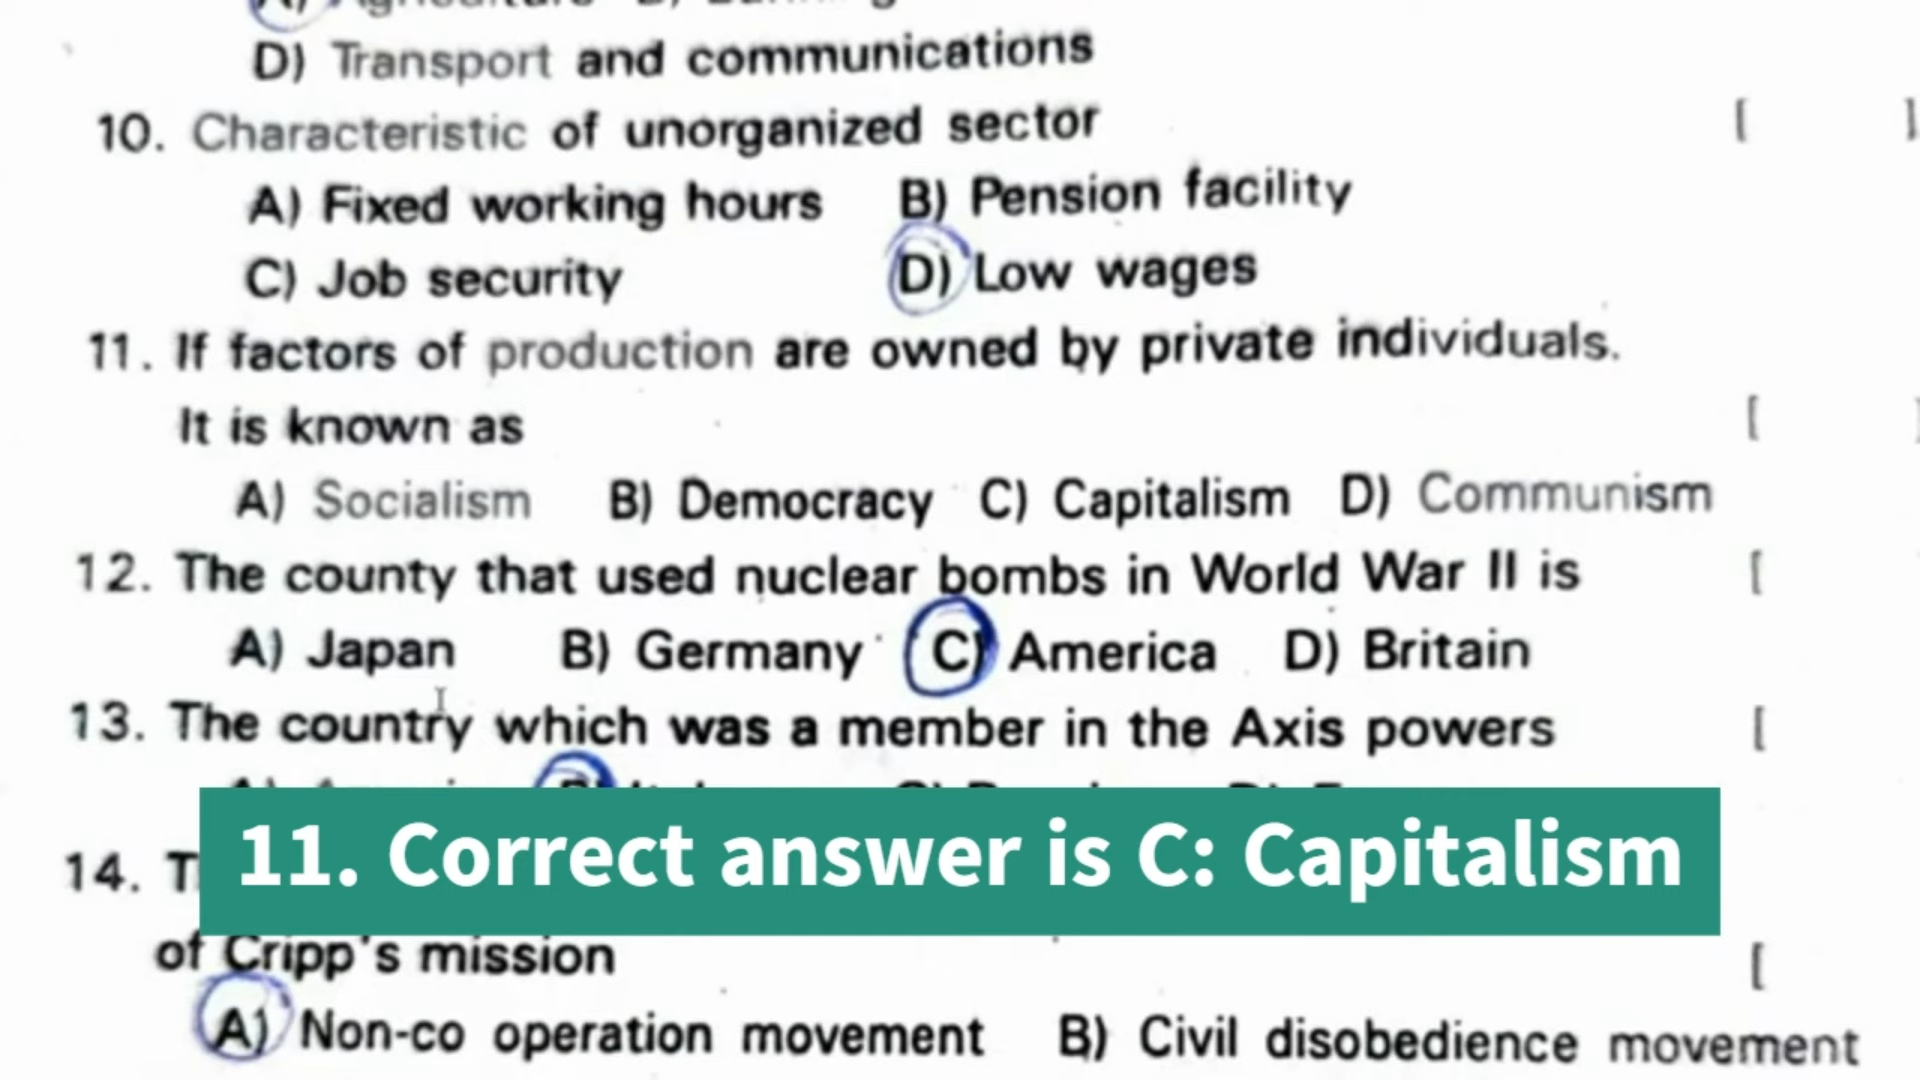 D) Transport and communications
10. Characteristic of unorganized sector [ ]
A) Fixed working hours B) Pension facility
C) Job security D) Low wages
11. If factors of production are owned by private individuals.
It is known as [ ]
A) Socialism B) Democracy C) Capitalism D) Communism
12. The county that used nuclear bombs in World War II is [
A) Japan B) Germany C) America D) Britain
13. The country which was a member in the Axis powers [
11. Correct answer is C: Capitalism
14.
of Cripp's mission [
A) Non-co operation movement B) Civil disobedience movement